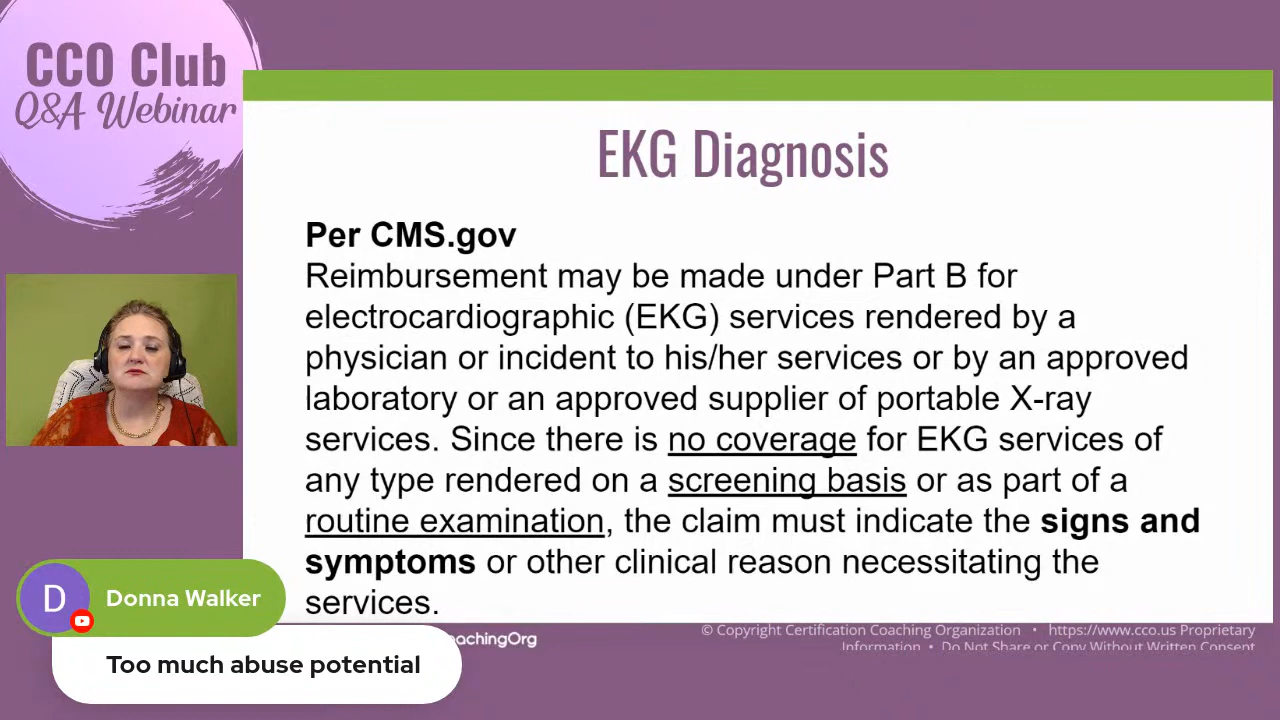 CCO Club
Q&A Webinar
EKG Diagnosis
Per CMS.gov
Reimbursement may be made under Part B for
electrocardiographic (EKG) services rendered by a
physician or incident to his/her services or by an approved
laboratory or an approved supplier of portable X-ray
services. Since there is no coverage for EKG services of
any type rendered on a screening basis or as part of a
routine examination, the claim must indicate the signs and
symptoms or other clinical reason necessitating the
services.
D
Donna Walker
Too much abuse potential
oachingOrg
© Copyright Certification Coaching Organization • https://www.cco.us Proprietary
Information • Do Not Share or Copy Without Written Consent